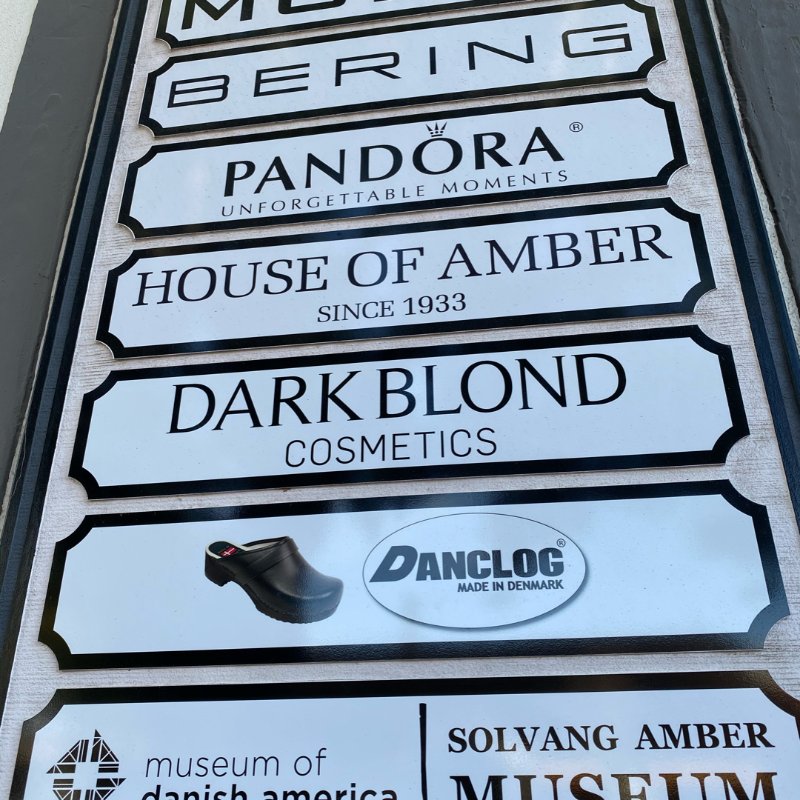 BERING
PANDORA®
UNFORGETTABLE MOMENTS
HOUSE OF AMBER
SINCE 1933
DARK BLOND
COSMETICS
DANCLOG®
MADE IN DENMARK
museum of
danish america
SOLVANG AMBER
MUSEUM